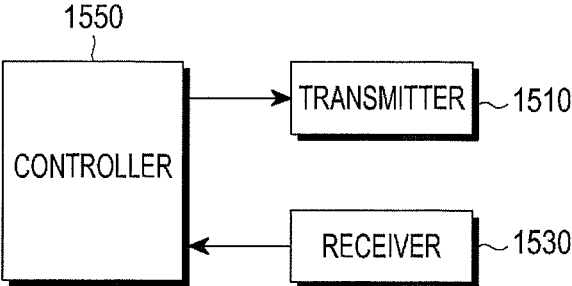 1550
TRANSMITTER
1510
CONTROLLER
RECEIVER
1530